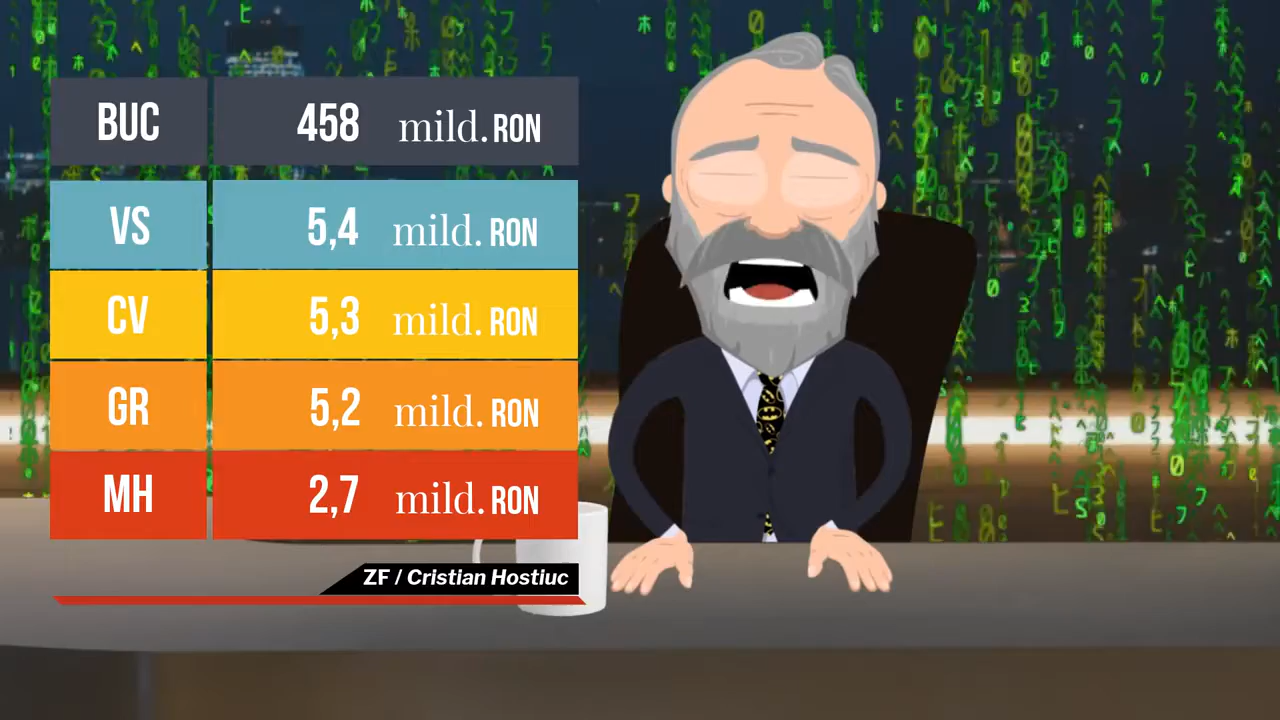 BUC 458 mild. RON
VS 5,4 mild. RON
CV 5,3 mild. RON
GR 5,2 mild. RON
MH 2,7 mild. RON
ZF / Cristian Hostiuc